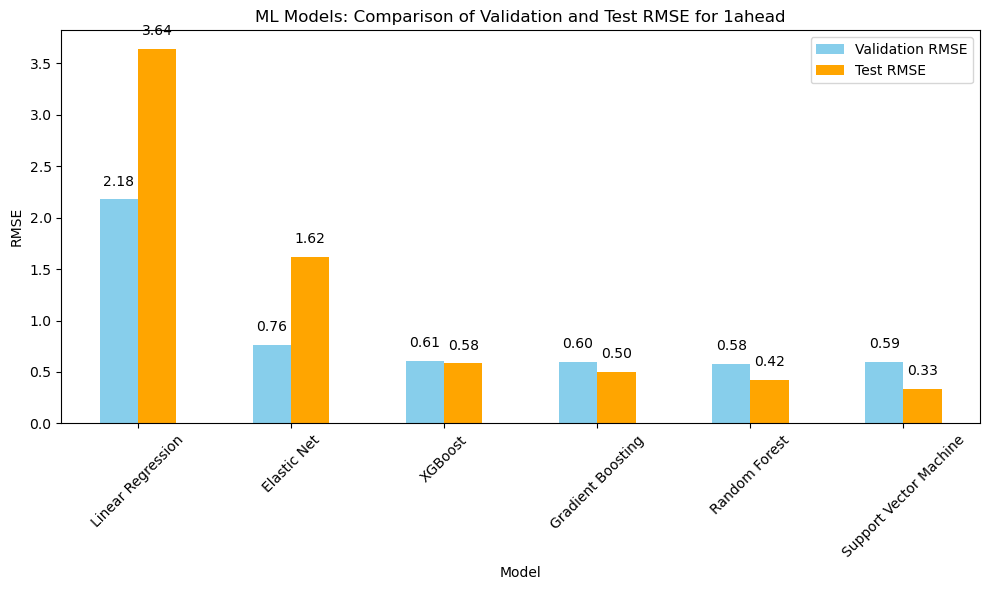 ML Models: Comparison of Validation and Test RMSE for 1ahead
Validation RMSE
Test RMSE
RMSE
3.5
3.0
2.5
2.0
1.5
1.0
0.5
0.0
2.18
3.64
0.76
1.62
0.61
0.58
0.60
0.50
0.58
0.42
0.59
0.33
Linear Regression
Elastic Net
XGBoost
Gradient Boosting
Random Forest
Support Vector Machine
Model